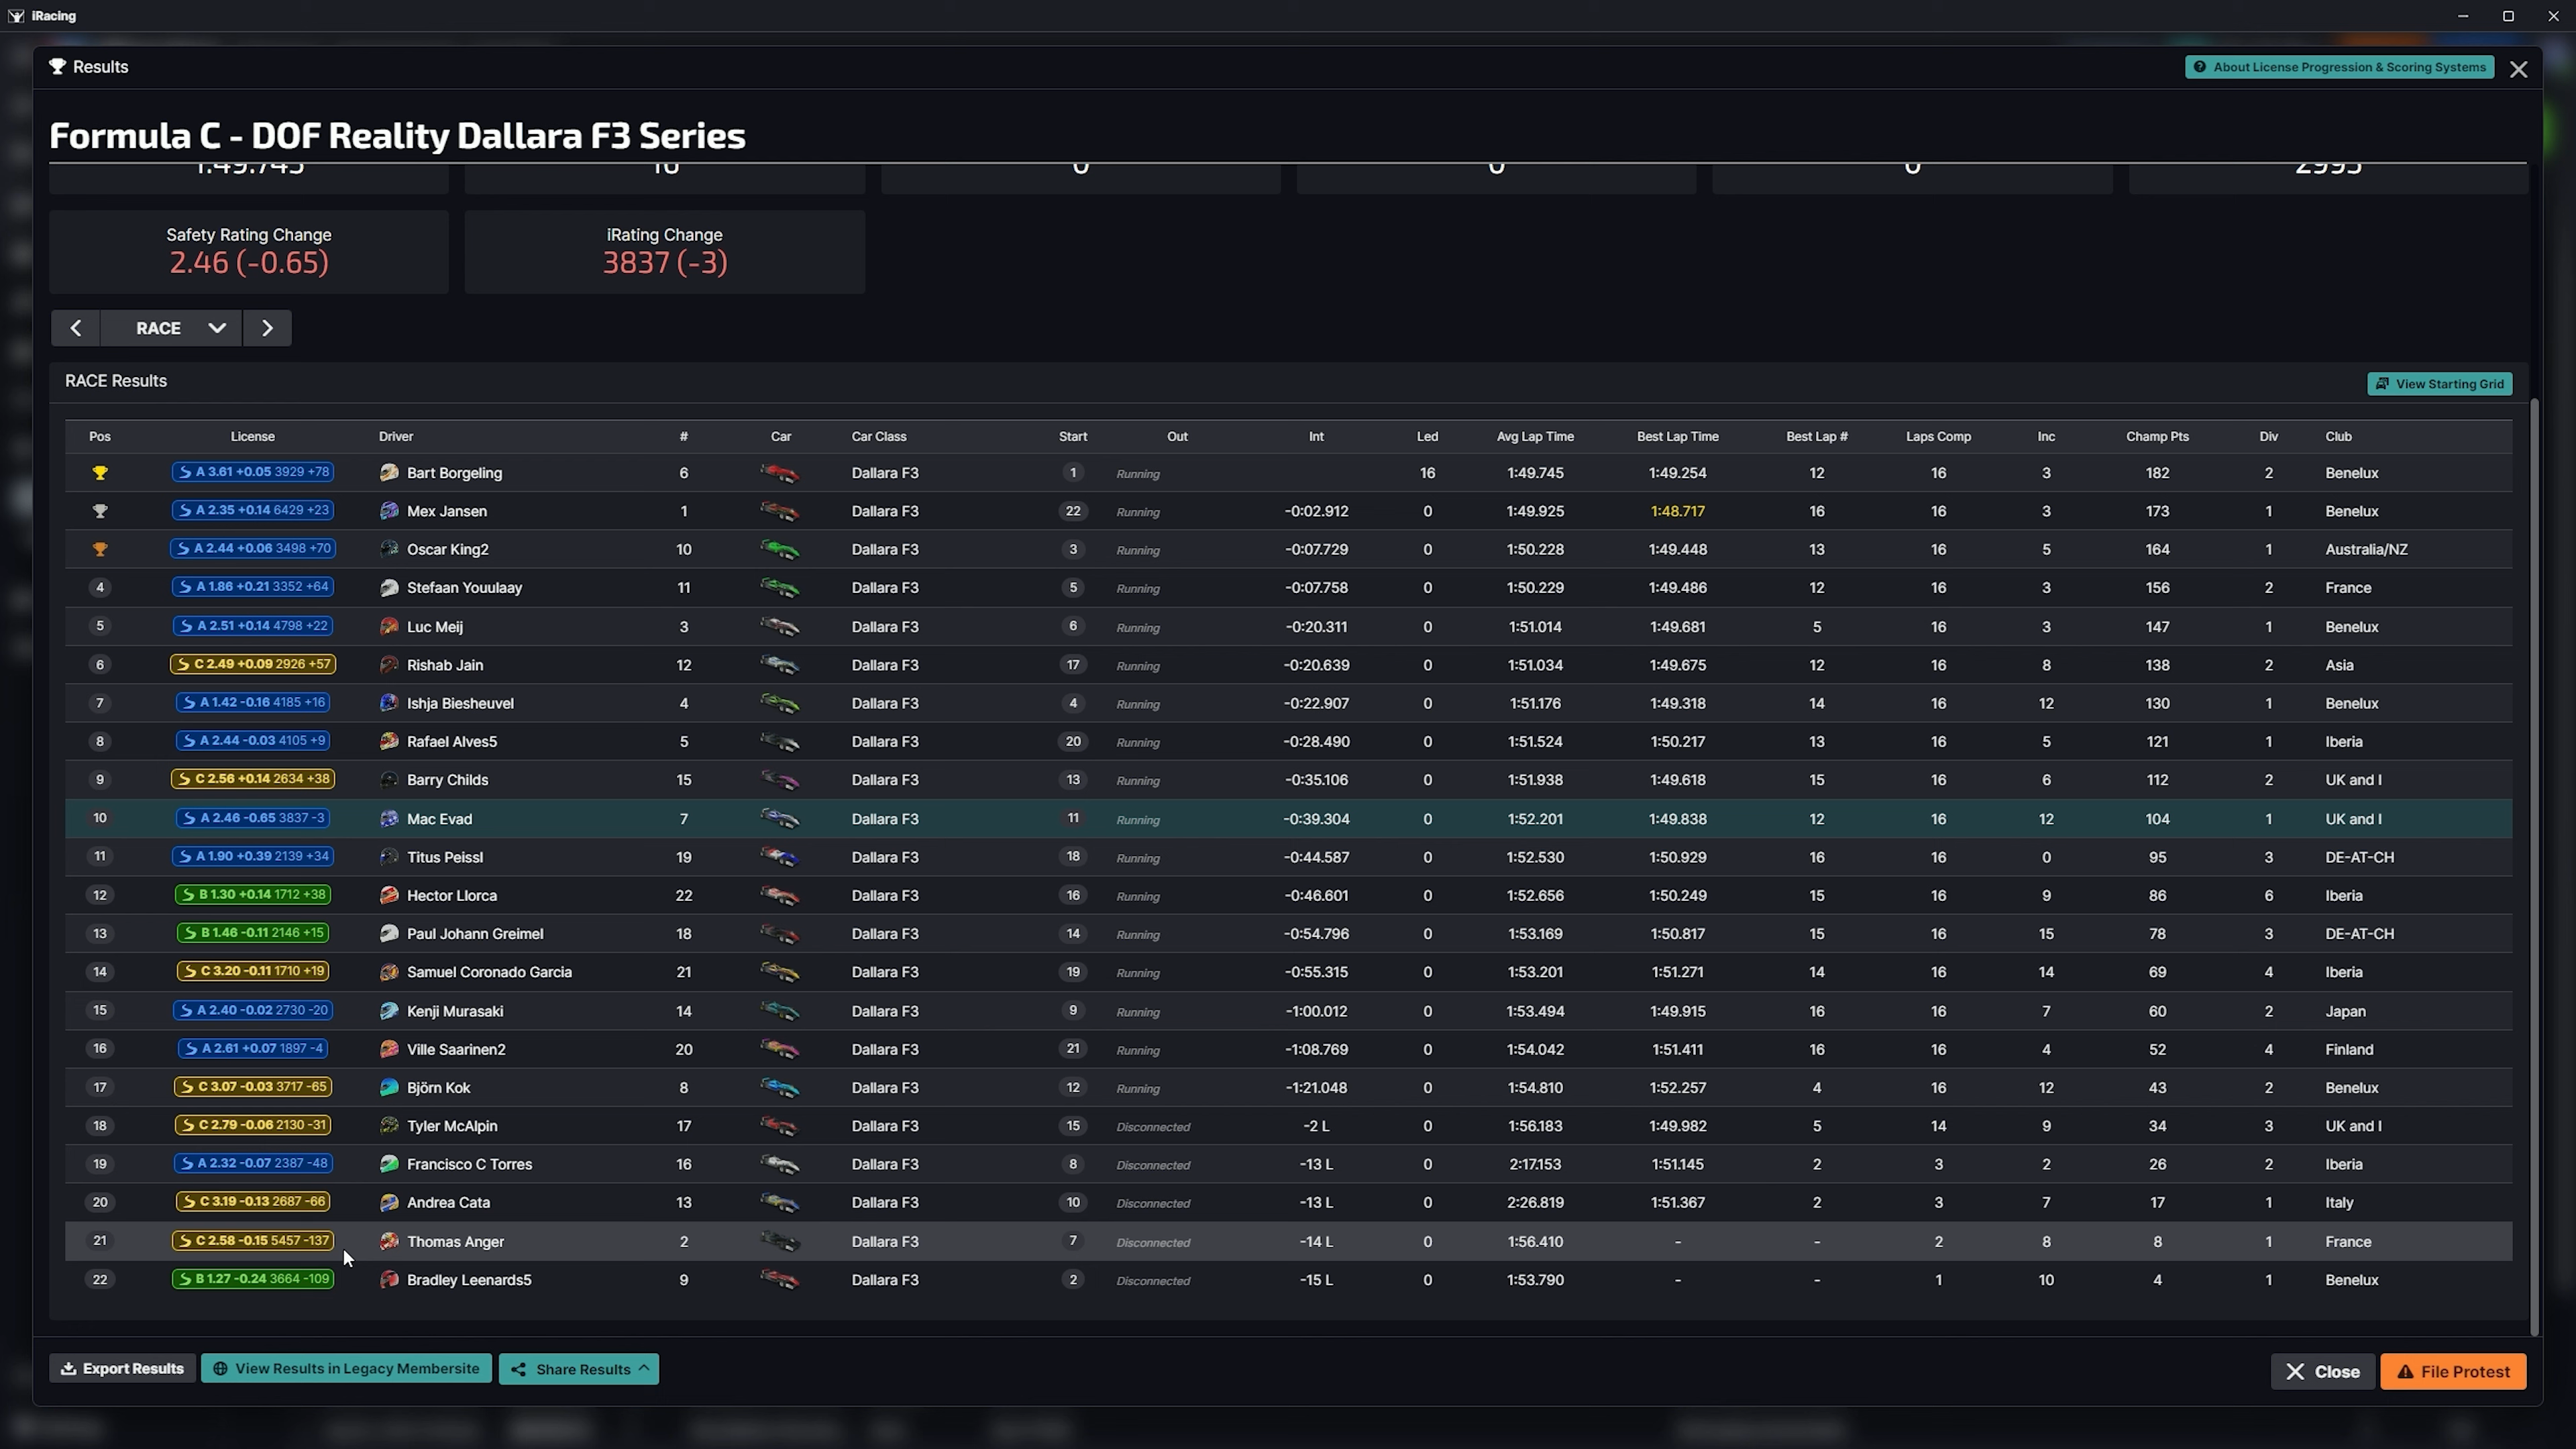 iRacing
Results
About License Progression & Scoring Systems
Formula C - DOF Reality Dallara F3 Series
1:49.745 16 0 0 0 2995
Safety Rating Change iRating Change
2.46 (-0.65) 3837 (-3)
RACE
RACE Results View Starting Grid
Pos License Driver # Car Car Class Start Out Int Led Avg Lap Time Best Lap Time Best Lap # Laps Comp Inc Champ Pts Div Club
A 3.61 +0.05 3929 +78 Bart Borgeling 6 Dallara F3 1 Running 16 1:49.745 1:49.254 12 16 3 182 2 Benelux
A 2.35 +0.14 6429 +23 Mex Jansen 1 Dallara F3 22 Running -0:02.912 0 1:49.925 1:48.717 16 16 3 173 1 Benelux
A 2.44 +0.06 3498 +70 Oscar King2 10 Dallara F3 3 Running -0:07.729 0 1:50.228 1:49.448 13 16 5 164 1 Australia/NZ
4 A 1.86 +0.21 3352 +64 Stefaan Youulaay 11 Dallara F3 5 Running -0:07.758 0 1:50.229 1:49.486 12 16 3 156 2 France
5 A 2.51 +0.14 4798 +22 Luc Meij 3 Dallara F3 6 Running -0:20.311 0 1:51.014 1:49.681 5 16 3 147 1 Benelux
6 C 2.49 +0.09 2926 +57 Rishab Jain 12 Dallara F3 17 Running -0:20.639 0 1:51.034 1:49.675 12 16 8 138 2 Asia
7 A 1.42 -0.16 4185 +16 Ishja Biesheuvel 4 Dallara F3 4 Running -0:22.907 0 1:51.176 1:49.318 14 16 12 130 1 Benelux
8 A 2.44 -0.03 4105 +9 Rafael Alves5 5 Dallara F3 20 Running -0:28.490 0 1:51.524 1:50.217 13 16 5 121 1 Iberia
9 C 2.56 +0.14 2634 +38 Barry Childs 15 Dallara F3 13 Running -0:35.106 0 1:51.938 1:49.618 15 16 6 112 2 UK and I
10 A 2.46 -0.65 3837 -3 Mac Evad 7 Dallara F3 11 Running -0:39.304 0 1:52.201 1:49.838 12 16 12 104 1 UK and I
11 A 1.90 +0.39 2139 +34 Titus Peissl 19 Dallara F3 18 Running -0:44.587 0 1:52.530 1:50.929 16 16 0 95 3 DE-AT-CH
12 B 1.30 +0.14 1712 +38 Hector Llorca 22 Dallara F3 16 Running -0:46.601 0 1:52.656 1:50.249 15 16 9 86 6 Iberia
13 B 1.46 -0.11 2146 +15 Paul Johann Greimel 18 Dallara F3 14 Running -0:54.796 0 1:53.169 1:50.817 15 16 15 78 3 DE-AT-CH
14 C 3.20 -0.11 1710 +19 Samuel Coronado Garcia 21 Dallara F3 19 Running -0:55.315 0 1:53.201 1:51.271 14 16 14 69 4 Iberia
15 A 2.40 -0.02 2730 -20 Kenji Murasaki 14 Dallara F3 9 Running -1:00.012 0 1:53.494 1:49.915 16 16 7 60 2 Japan
16 A 2.61 +0.07 1897 -4 Ville Saarinen2 20 Dallara F3 21 Running -1:08.769 0 1:54.042 1:51.411 16 16 4 52 4 Finland
17 C 3.07 -0.03 3717 -65 Björn Kok 8 Dallara F3 12 Running -1:21.048 0 1:54.810 1:52.257 4 16 12 43 2 Benelux
18 C 2.79 -0.06 2130 -31 Tyler McAlpin 17 Dallara F3 15 Disconnected -2 L 0 1:56.183 1:49.982 5 14 9 34 3 UK and I
19 A 2.32 -0.07 2387 -48 Francisco C Torres 16 Dallara F3 8 Disconnected -13 L 0 2:17.153 1:51.145 2 3 2 26 2 Iberia
20 C 3.19 -0.13 2687 -66 Andrea Cata 13 Dallara F3 10 Disconnected -13 L 0 2:26.819 1:51.367 2 3 7 17 1 Italy
21 C 2.58 -0.15 5457 -137 Thomas Anger 2 Dallara F3 7 Disconnected -14 L 0 1:56.410 - - 2 8 8 1 France
22 B 1.27 -0.24 3664 -109 Bradley Leenards5 9 Dallara F3 2 Disconnected -15 L 0 1:53.790 - - 1 10 4 1 Benelux
Export Results View Results in Legacy Membersite Share Results Close File Protest